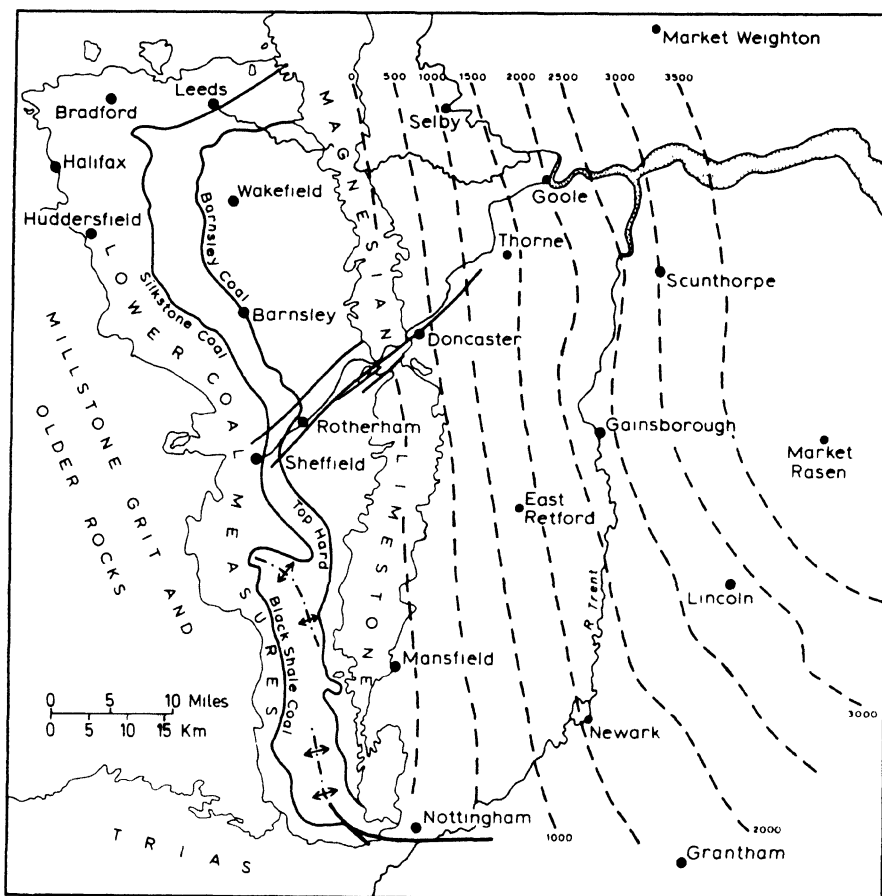 Market Weighton
0 500 1000 1500 2000 2500 3000 3500
Leeds
Bradford
Selby
MAGNESIAN LIMESTONE
Halifax
Wakefield
Goole
Huddersfield
Barnsley Coal
Thorne
Scunthorpe
LOWER COAL MEASURES
Silkstone Coal
Barnsley
Doncaster
MILLSTONE GRIT AND
OLDER ROCKS
Rotherham
Gainsborough
Market
Rasen
Sheffield
Top Hard
East
Retford
R Trent
Lincoln
Black Shale Coal
Mansfield
0 10 Miles
0 5 10 15
Km
3000
Newark
Nottingham
1000
2000
TRIAS
Grantham